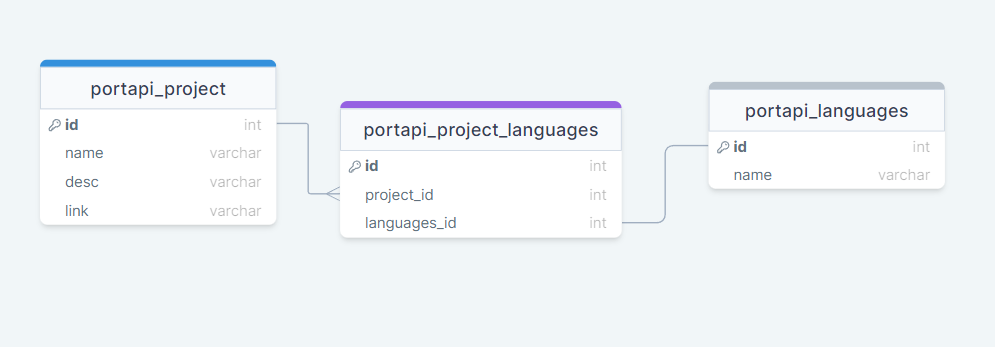 portapi_project
id int
name varchar
desc varchar
link varchar
portapi_project_languages
id int
project_id int
languages_id int
portapi_languages
id int
name varchar